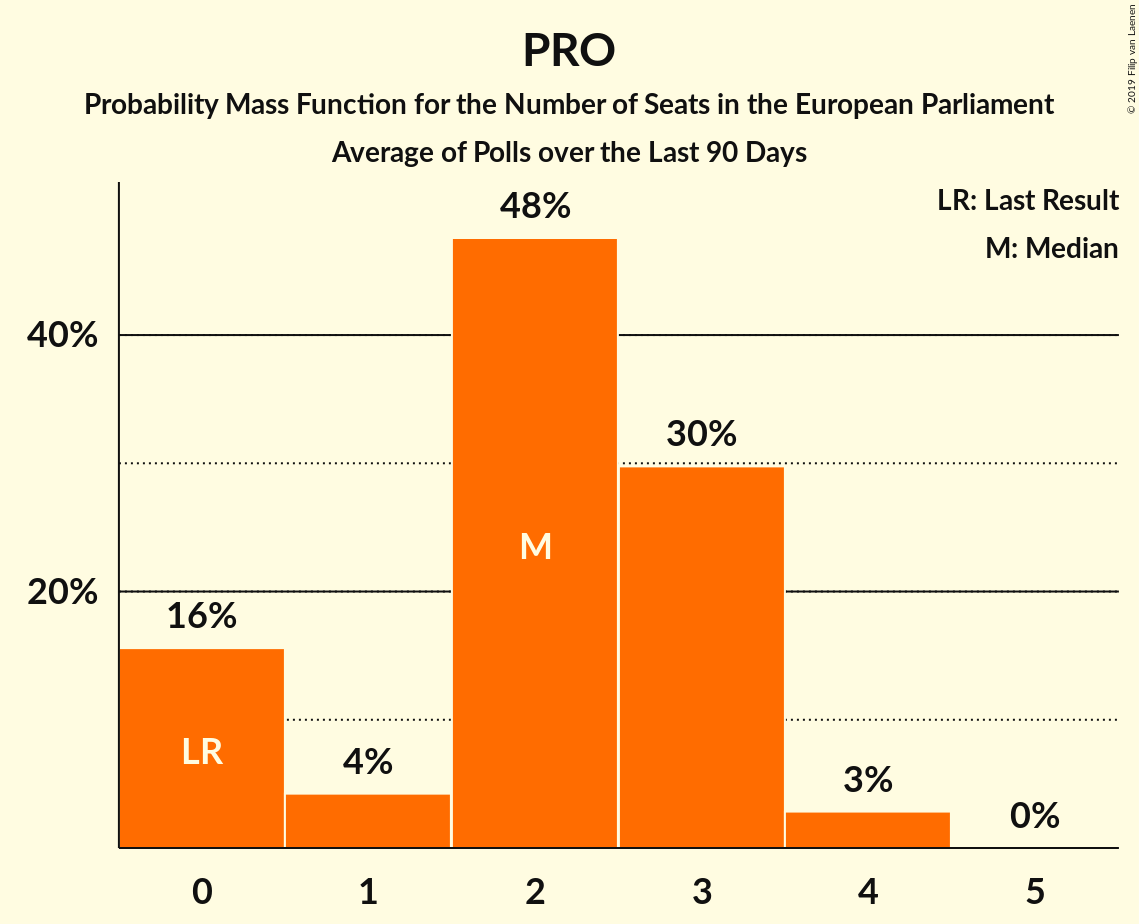 PRO
Probability Mass Function for the Number of Seats in the European Parliament
Average of Polls over the Last 90 Days
© 2019 Filip van Laenen
LR: Last Result
M: Median
48%
40%
30%
M
20%
16%
LR
4%
3%
0%
0 1 2 3 4 5